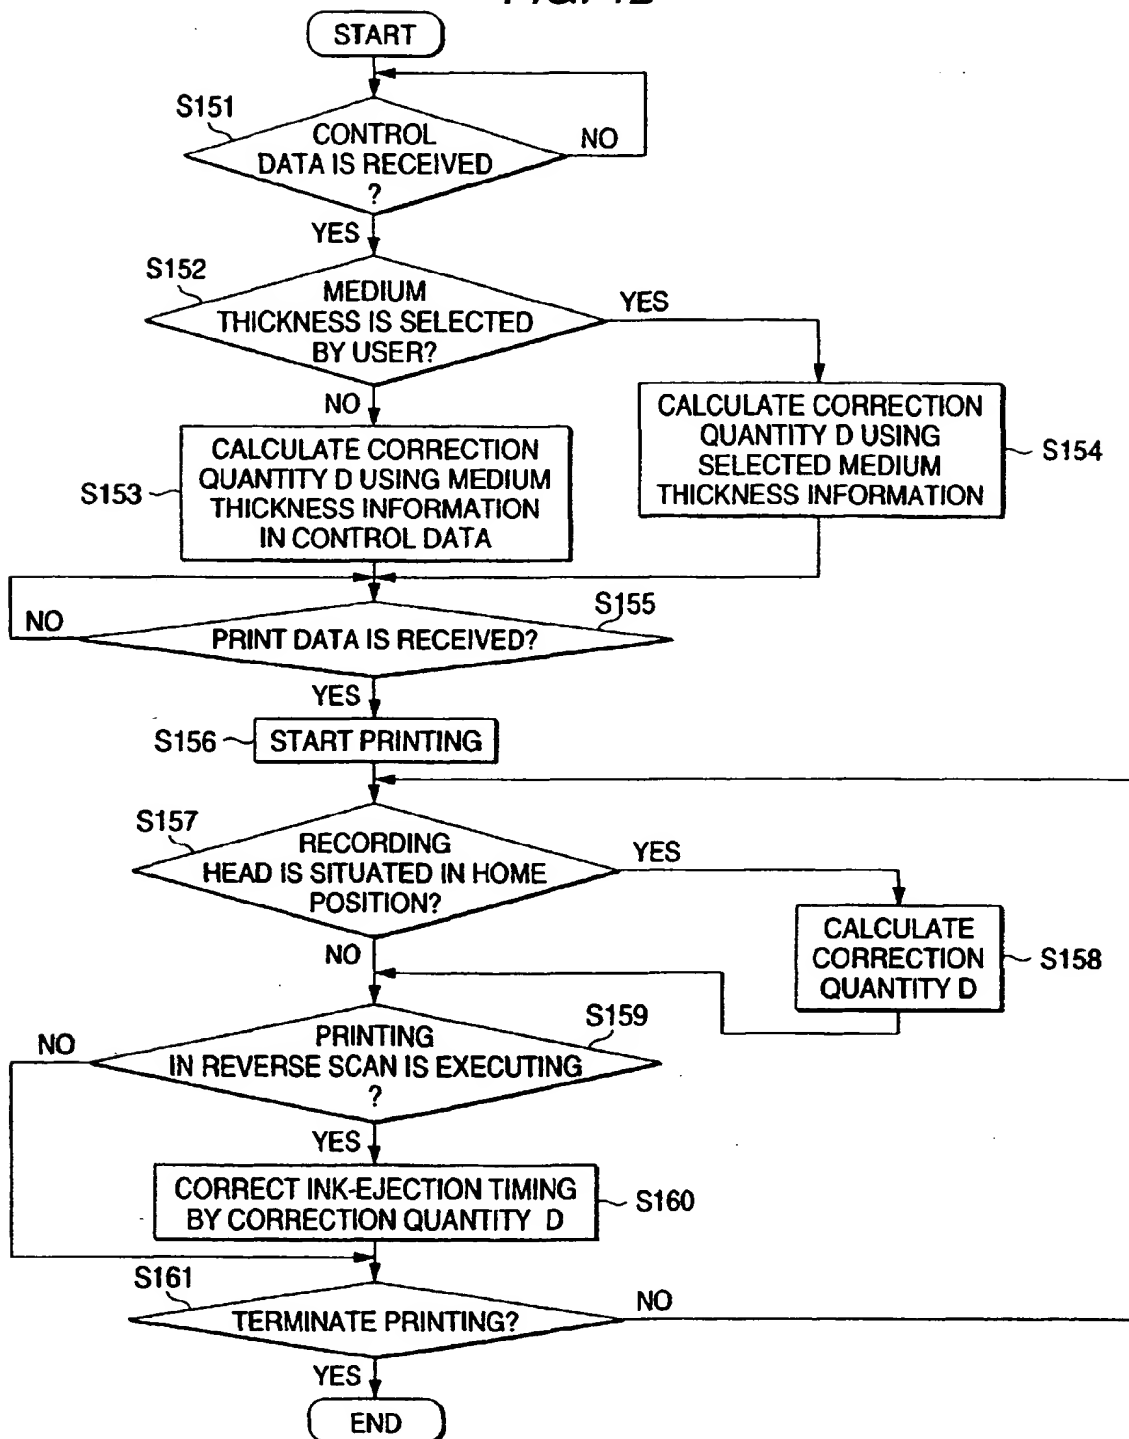 START
S151
CONTROL
DATA IS RECEIVED
?
NO
YES
S152
MEDIUM
THICKNESS IS SELECTED
BY USER?
YES
NO
S153
CALCULATE CORRECTION
QUANTITY D USING MEDIUM
THICKNESS INFORMATION
IN CONTROL DATA
CALCULATE CORRECTION
QUANTITY D USING
SELECTED MEDIUM
THICKNESS INFORMATION
S154
NO
S155
PRINT DATA IS RECEIVED?
YES
S156
START PRINTING
S157
RECORDING
HEAD IS SITUATED IN HOME
POSITION?
YES
NO
CALCULATE
CORRECTION
QUANTITY D
S158
NO
S159
PRINTING
IN REVERSE SCAN IS EXECUTING
?
YES
CORRECT INK-EJECTION TIMING
BY CORRECTION QUANTITY D
S160
S161
TERMINATE PRINTING?
NO
YES
END